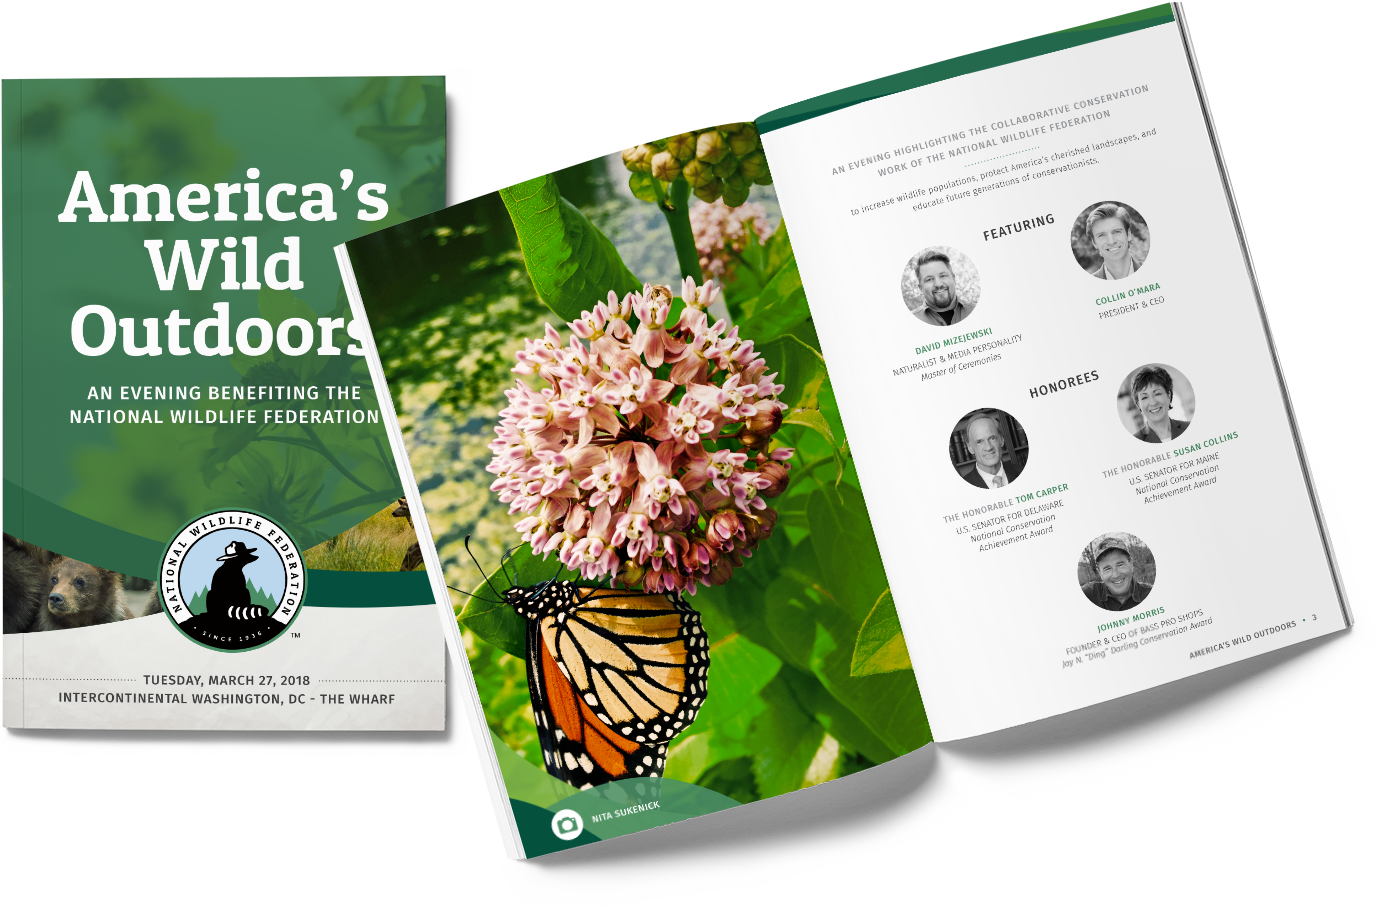 America's
Wild
Outdoors
AN EVENING BENEFITING THE
NATIONAL WILDLIFE FEDERATION
NATIONAL WILDLIFE FEDERATION
• SINCE 1936 •
TM
TUESDAY, MARCH 27, 2018
INTERCONTINENTAL WASHINGTON, DC - THE WHARF
NITA SUKENICK
AN EVENING HIGHLIGHTING THE COLLABORATIVE CONSERVATION
WORK OF THE NATIONAL WILDLIFE FEDERATION
to increase wildlife populations, protect America's cherished landscapes, and
educate future generations of conservationists.
FEATURING
DAVID MIZEJEWSKI
NATURALIST & MEDIA PERSONALITY
Master of Ceremonies
COLLIN O'MARA
PRESIDENT & CEO
HONOREES
THE HONORABLE TOM CARPER
U.S. SENATOR FOR DELAWARE
National Conservation
Achievement Award
THE HONORABLE SUSAN COLLINS
U.S. SENATOR FOR MAINE
National Conservation
Achievement Award
JOHNNY MORRIS
FOUNDER & CEO OF BASS PRO SHOPS
Jay N. "Ding" Darling Conservation Award
AMERICA'S WILD OUTDOORS • 3